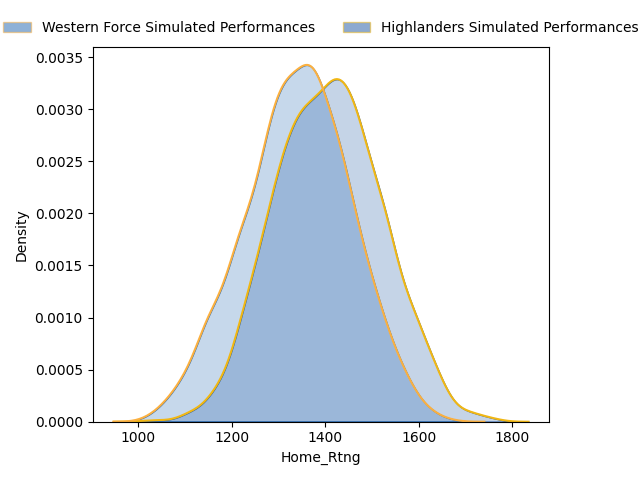 Western Force Simulated Performances Highlanders Simulated Performances
0.0035
0.0030
0.0025
0.0020
0.0015
0.0010
0.0005
0.0000
Density
1000 1200 1400 1600 1800
Home_Rtng